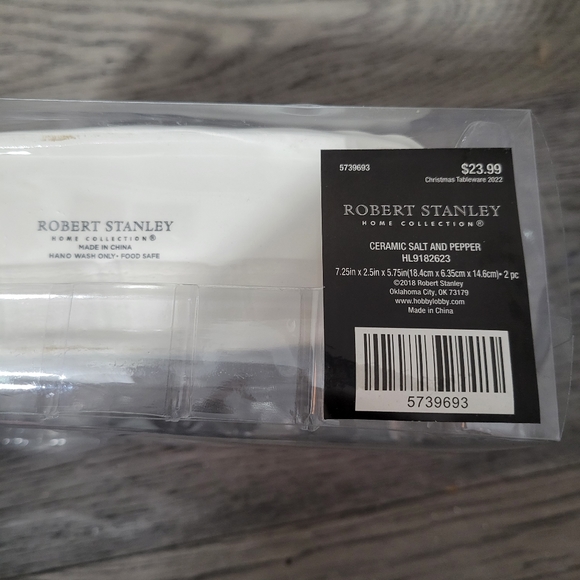 ROBERT STANLEY
HOME COLLECTION®
MADE IN CHINA
HAND WASH ONLY • FOOD SAFE
5739693
$23.99
Christmas Tableware 2022
ROBERT STANLEY
HOME COLLECTION®
CERAMIC SALT AND PEPPER
HL9182623
7.25in x 2.5in x 5.75in(18.4cm x 6.35cm x 14.6cm)• 2 pc
©2018 Robert Stanley
Oklahoma City, OK 73179
www.hobbylobby.com
Made in China
5739693